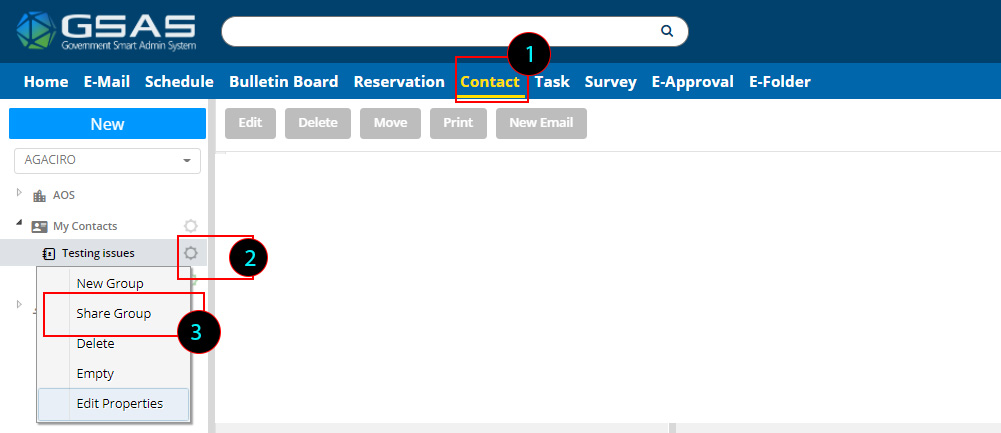 GSAS
Government Smart Admin System
1
Home E-Mail Schedule Bulletin Board Reservation Contact Task Survey E-Approval E-Folder
New
Edit Delete Move Print New Email
AGACIRO
AOS
My Contacts
Testing issues
2
New Group
Share Group
3
Delete
Empty
Edit Properties